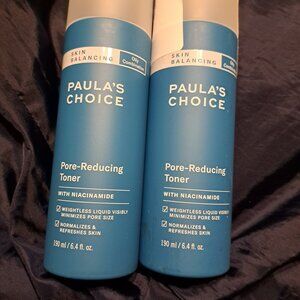 SKIN
BALANCING
Oily
Combination
PAULA'S
CHOICE
Pore-Reducing
Toner
WITH NIACINAMIDE
WEIGHTLESS LIQUID VISIBLY
MINIMIZES PORE SIZE
NORMALIZES &
REFRESHES SKIN
190 ml / 6.4 fl. oz.
SKIN
BALANCING
Oily
Combination
PAULA'S
CHOICE
Pore-Reducing
Toner
WITH NIACINAMIDE
WEIGHTLESS LIQUID VISIBLY
MINIMIZES PORE SIZE
NORMALIZES &
REFRESHES SKIN
190 ml / 6.4 fl. oz.